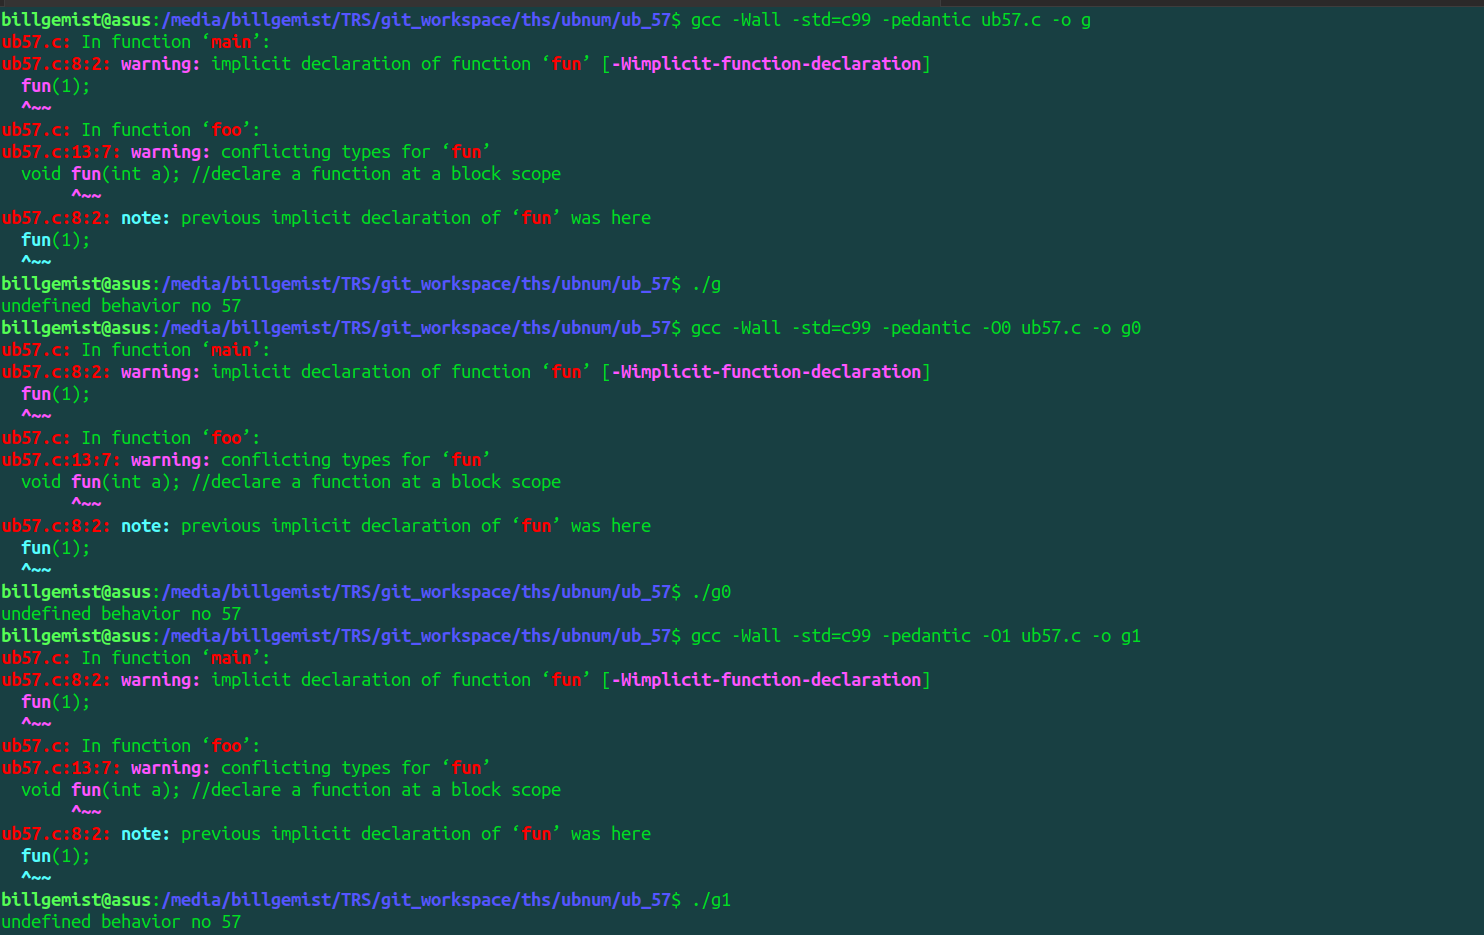 billgemist@asus:/media/billgemist/TRS/git_workspace/ths/ubnum/ub_57$ gcc -Wall -std=c99 -pedantic ub57.c -o g
ub57.c: In function ‘main’:
ub57.c:8:2: warning: implicit declaration of function ‘fun’ [-Wimplicit-function-declaration]
  fun(1);
  ^~~
ub57.c: In function ‘foo’:
ub57.c:13:7: warning: conflicting types for ‘fun’
  void fun(int a); //declare a function at a block scope
       ^~~
ub57.c:8:2: note: previous implicit declaration of ‘fun’ was here
  fun(1);
  ^~~
billgemist@asus:/media/billgemist/TRS/git_workspace/ths/ubnum/ub_57$ ./g
undefined behavior no 57
billgemist@asus:/media/billgemist/TRS/git_workspace/ths/ubnum/ub_57$ gcc -Wall -std=c99 -pedantic -O0 ub57.c -o g0
ub57.c: In function ‘main’:
ub57.c:8:2: warning: implicit declaration of function ‘fun’ [-Wimplicit-function-declaration]
  fun(1);
  ^~~
ub57.c: In function ‘foo’:
ub57.c:13:7: warning: conflicting types for ‘fun’
  void fun(int a); //declare a function at a block scope
       ^~~
ub57.c:8:2: note: previous implicit declaration of ‘fun’ was here
  fun(1);
  ^~~
billgemist@asus:/media/billgemist/TRS/git_workspace/ths/ubnum/ub_57$ ./g0
undefined behavior no 57
billgemist@asus:/media/billgemist/TRS/git_workspace/ths/ubnum/ub_57$ gcc -Wall -std=c99 -pedantic -O1 ub57.c -o g1
ub57.c: In function ‘main’:
ub57.c:8:2: warning: implicit declaration of function ‘fun’ [-Wimplicit-function-declaration]
  fun(1);
  ^~~
ub57.c: In function ‘foo’:
ub57.c:13:7: warning: conflicting types for ‘fun’
  void fun(int a); //declare a function at a block scope
       ^~~
ub57.c:8:2: note: previous implicit declaration of ‘fun’ was here
  fun(1);
  ^~~
billgemist@asus:/media/billgemist/TRS/git_workspace/ths/ubnum/ub_57$ ./g1
undefined behavior no 57